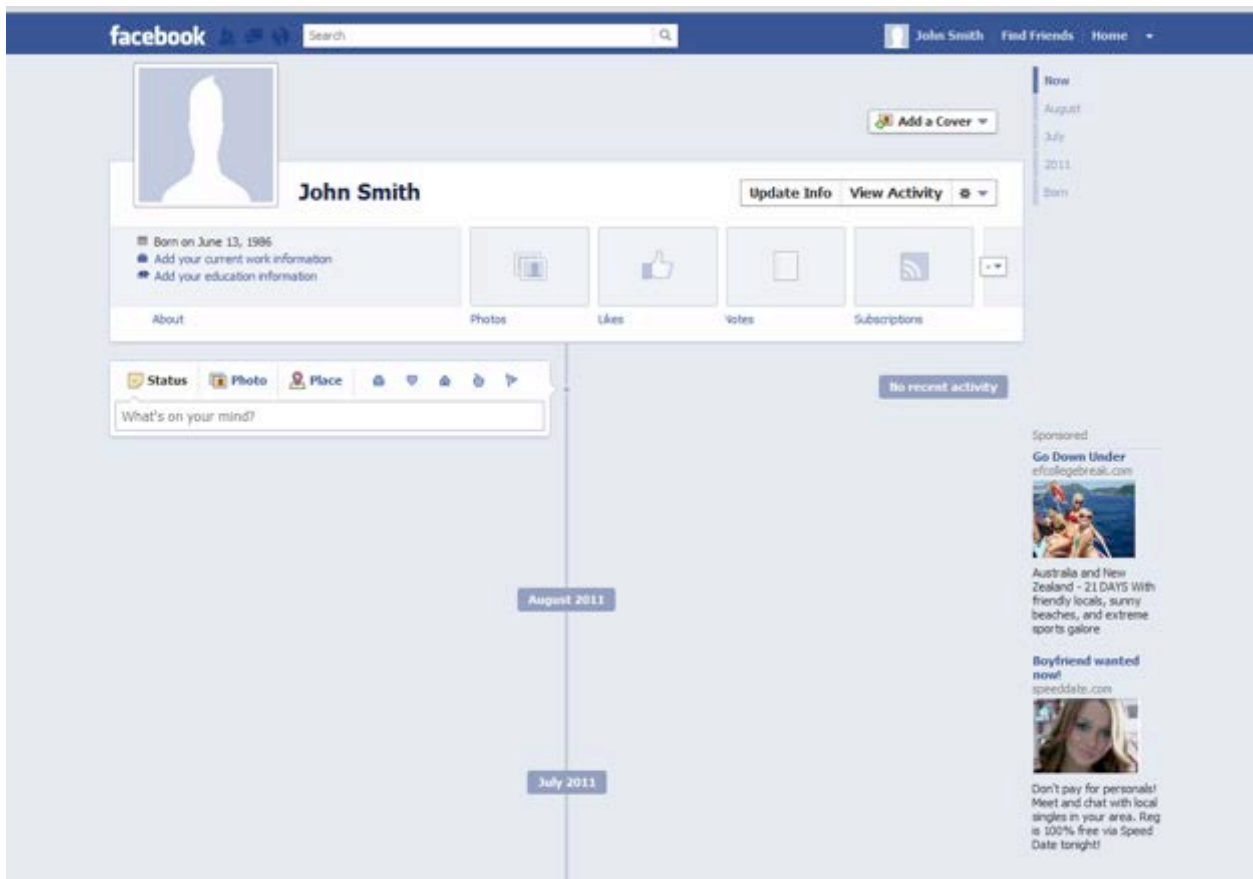 facebook
Search
John Smith Find Friends Home
Now
August
July
2011
Born
Add a Cover
John Smith
Update Info View Activity
Born on June 13, 1986
Add your current work information
Add your education information
About Photos Likes Notes Subscriptions
Status Photo Place
What's on your mind?
No recent activity
Sponsored
Go Down Under
efcollegebreak.com
Australia and New
Zealand - 21 DAYS With
friendly locals, sunny
beaches, and extreme
sports galore
Boyfriend wanted
now!
speeddate.com
Don't pay for personals!
Meet and chat with local
singles in your area. Reg
is 100% free via Speed
Date tonight!
August 2011
July 2011